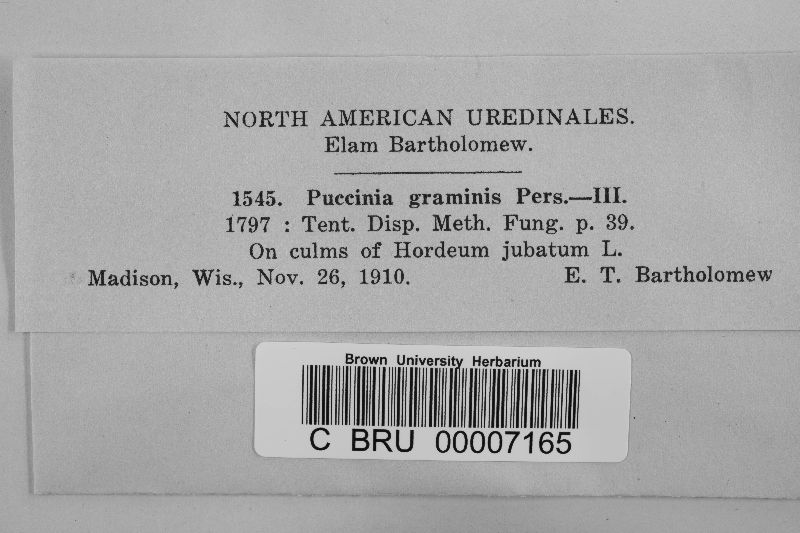 NORTH AMERICAN UREDINALES.
Elam Bartholomew.
1545. Puccinia graminis Pers.—III.
1797 : Tent. Disp. Meth. Fung. p. 39.
On culms of Hordeum jubatum L.
Madison, Wis., Nov. 26, 1910. E. T. Bartholomew
Brown University Herbarium
C BRU 00007165